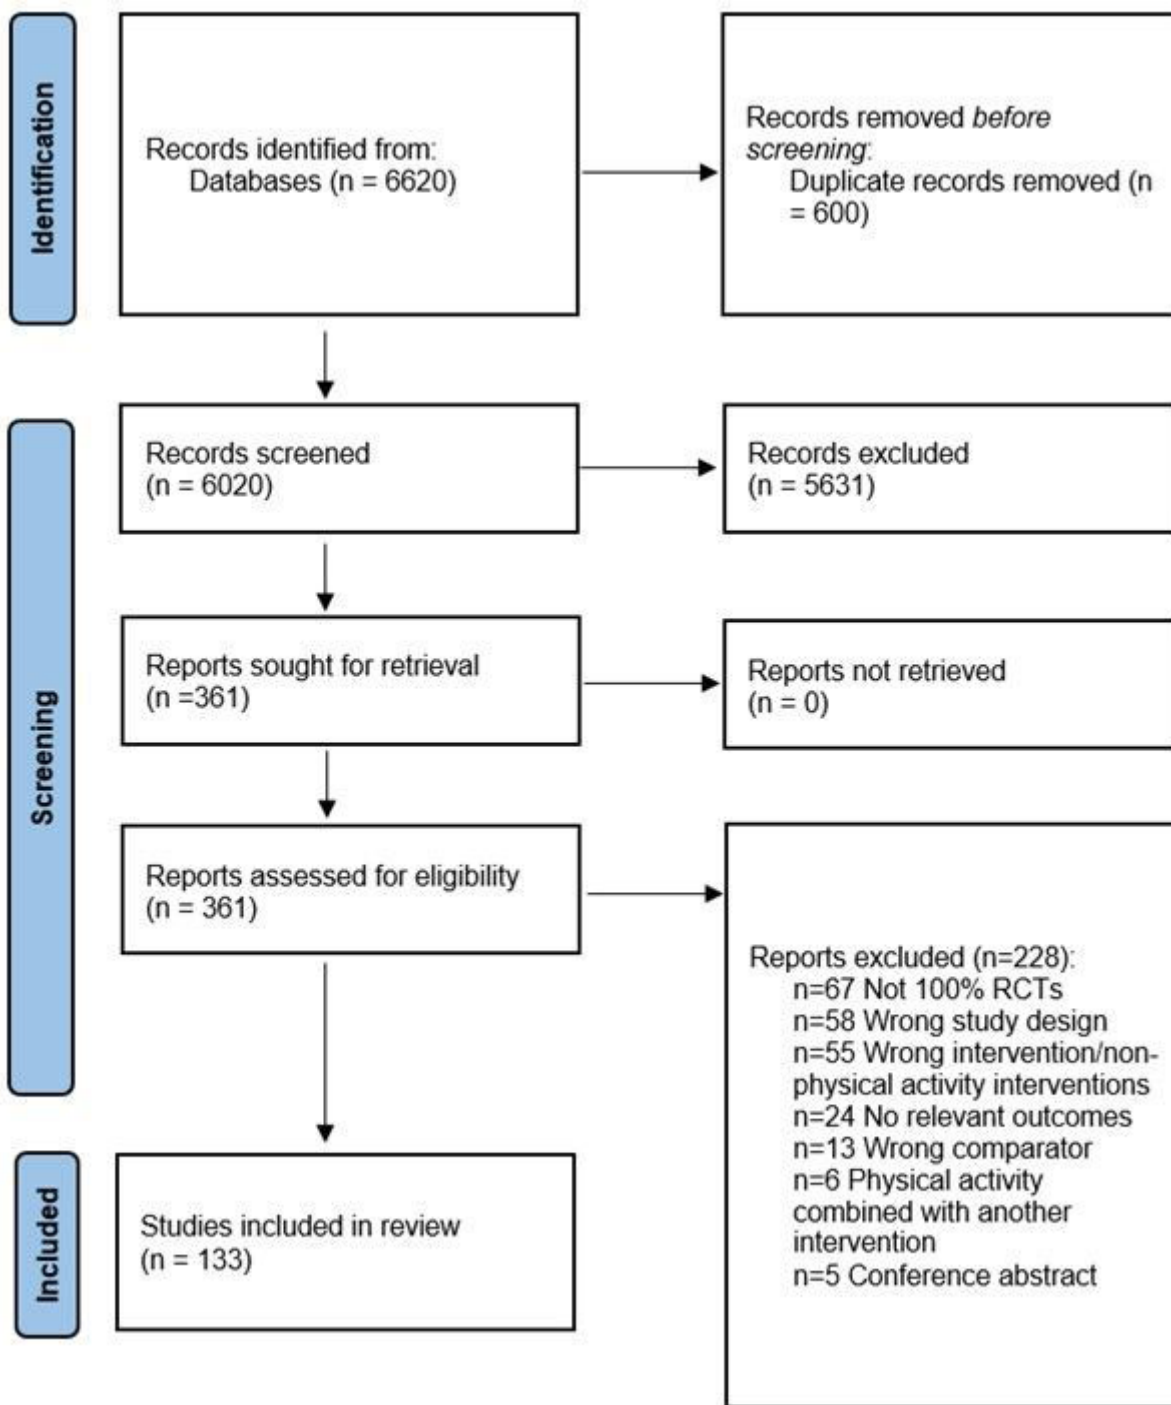 Identification
Records identified from:
Databases (n = 6620)
Records removed before
screening:
Duplicate records removed (n
= 600)
Screening
Records screened
(n = 6020)
Records excluded
(n = 5631)
Reports sought for retrieval
(n =361)
Reports not retrieved
(n = 0)
Reports assessed for eligibility
(n = 361)
Reports excluded (n=228):
n=67 Not 100% RCTs
n=58 Wrong study design
n=55 Wrong intervention/non-
physical activity interventions
n=24 No relevant outcomes
n=13 Wrong comparator
n=6 Physical activity
combined with another
intervention
n=5 Conference abstract
Included
Studies included in review
(n = 133)